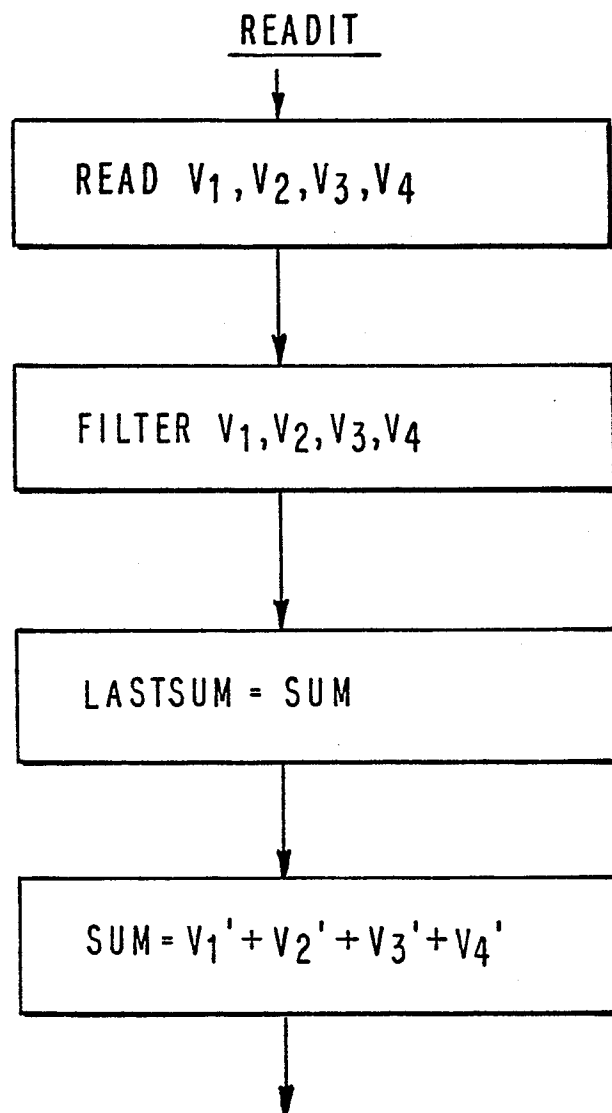 READIT
READ V1,V2,V3,V4
FILTER V1,V2,V3,V4
LASTSUM = SUM
SUM=V1'+V2'+V3'+V4'